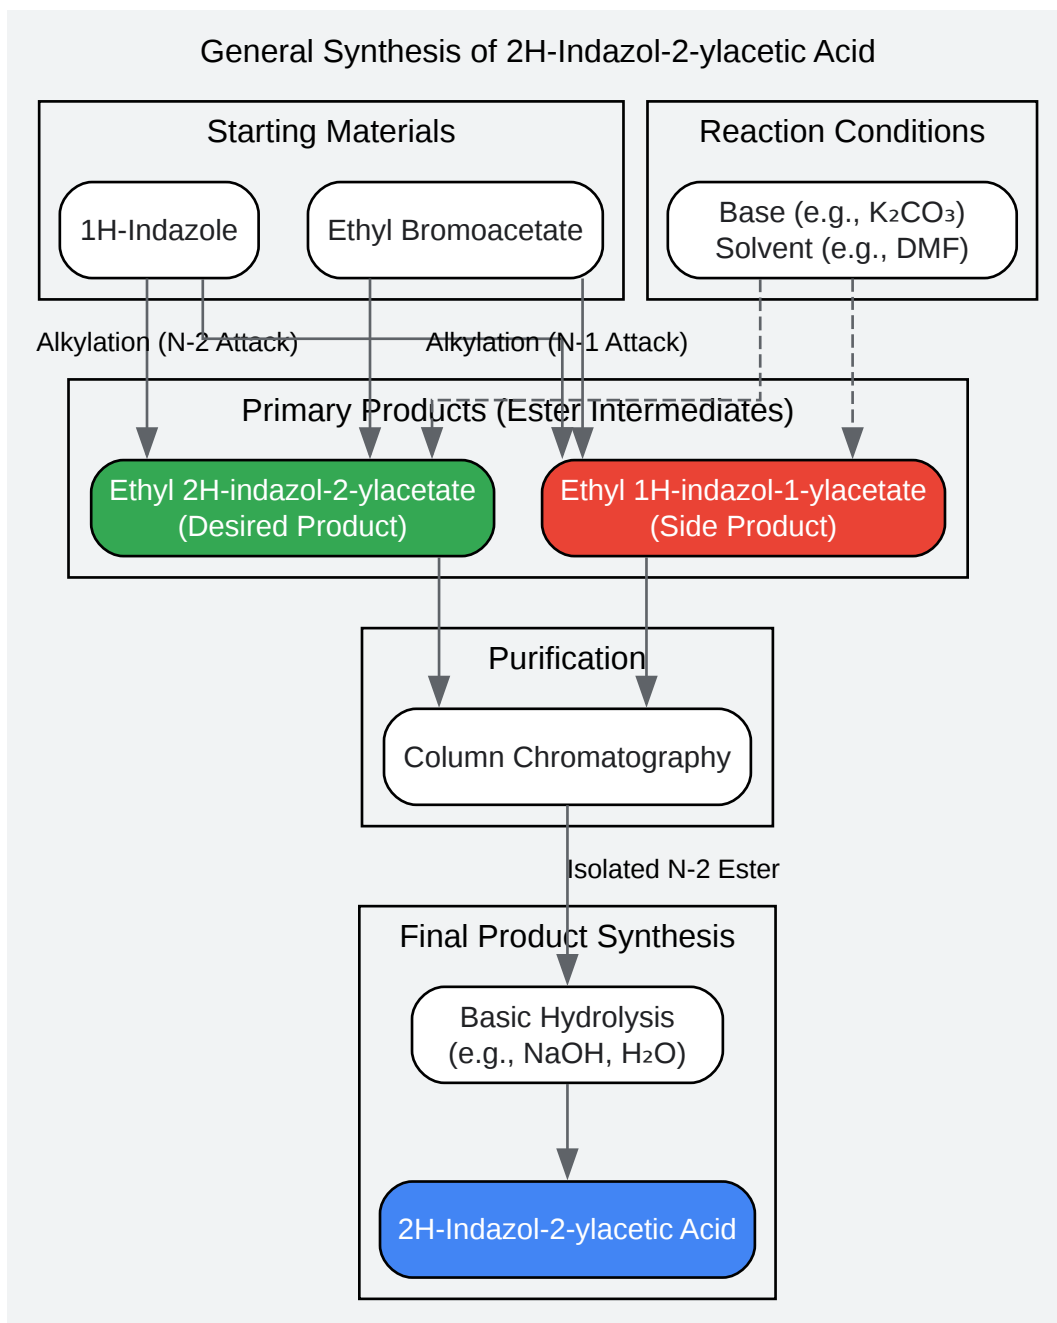 General Synthesis of 2H-Indazol-2-ylacetic Acid
Starting Materials
Reaction Conditions
1H-Indazole
Ethyl Bromoacetate
Base (e.g., K₂CO₃)
Solvent (e.g., DMF)
Alkylation (N-2 Attack)
Alkylation (N-1 Attack)
Primary Products (Ester Intermediates)
Ethyl 2H-indazol-2-ylacetate
(Desired Product)
Ethyl 1H-indazol-1-ylacetate
(Side Product)
Purification
Column Chromatography
Isolated N-2 Ester
Final Product Synthesis
Basic Hydrolysis
(e.g., NaOH, H₂O)
2H-Indazol-2-ylacetic Acid